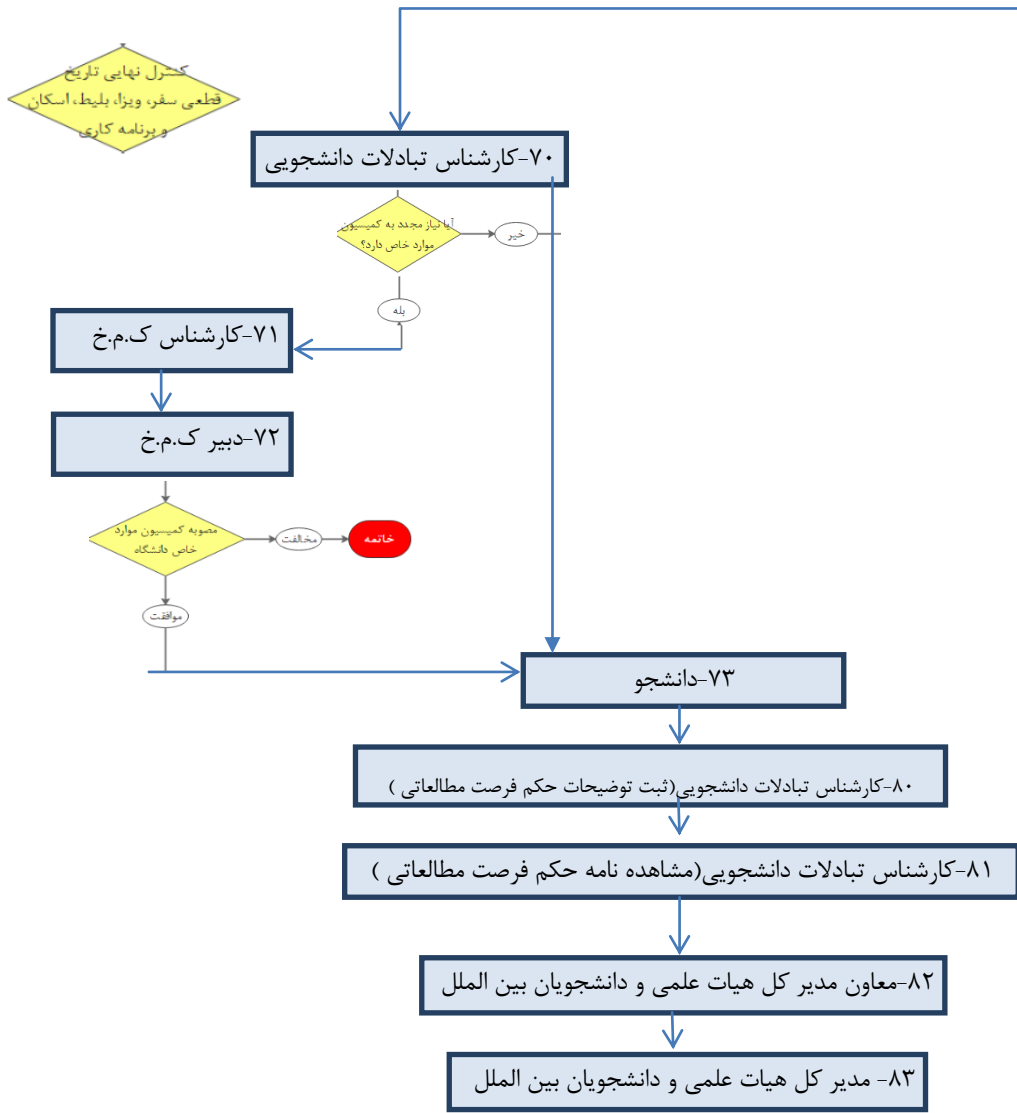 کنترل نهایی تاریخ
قطعی سفر، ویزا، بلیط، اسکان
و برنامه کاری
۷۰-کارشناس تبادلات دانشجویی
آیا نیاز مجدد به کمیسیون
موارد خاص دارد؟
خیر
بله
۷۱-کارشناس ک.م.خ
۷۲-دبیر ک.م.خ
مصوبه کمیسیون موارد
خاص دانشگاه
مخالفت
خاتمه
موافقت
۷۳-دانشجو
۸۰-کارشناس تبادلات دانشجویی(ثبت توضیحات حکم فرصت مطالعاتی )
۸۱-کارشناس تبادلات دانشجویی(مشاهده نامه حکم فرصت مطالعاتی )
۸۲-معاون مدیر کل هیات علمی و دانشجویان بین الملل
۸۳- مدیر کل هیات علمی و دانشجویان بین الملل